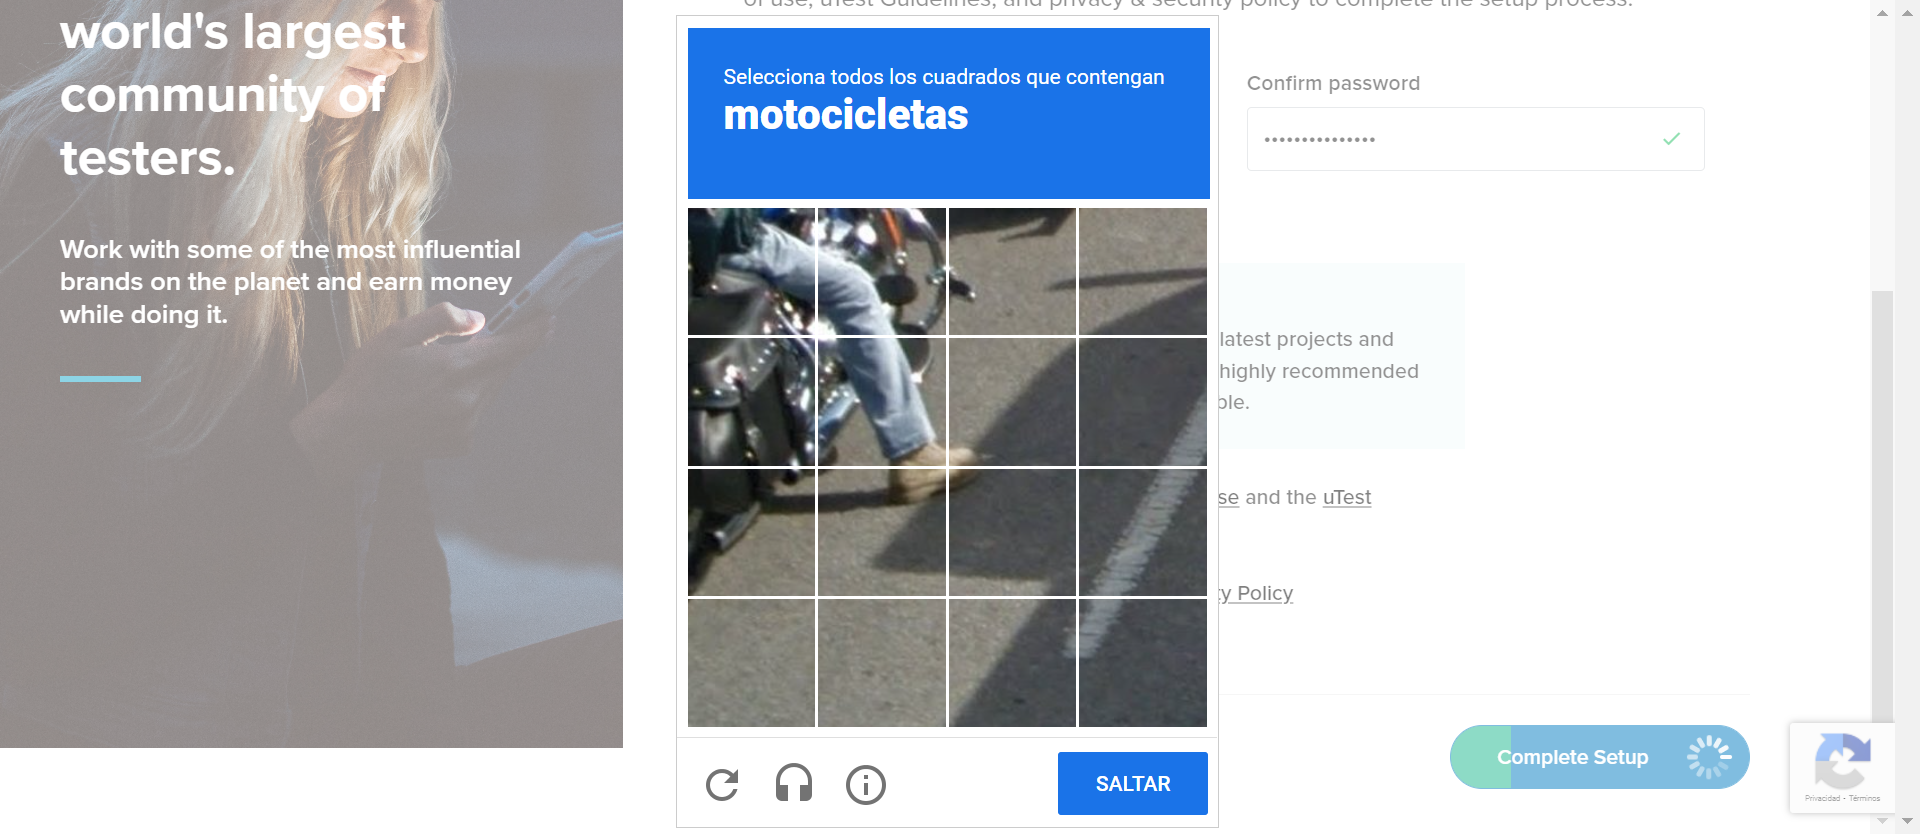 world's largest
community of
testers.
Work with some of the most influential
brands on the planet and earn money
while doing it.
of use, uTest Guidelines, and privacy & security policy to complete the setup process.
Selecciona todos los cuadrados que contengan
motocicletas
Confirm password
latest projects and
highly recommended
ble.
se and the uTest
ty Policy
SALTAR
Complete Setup
Privacidad - Términos